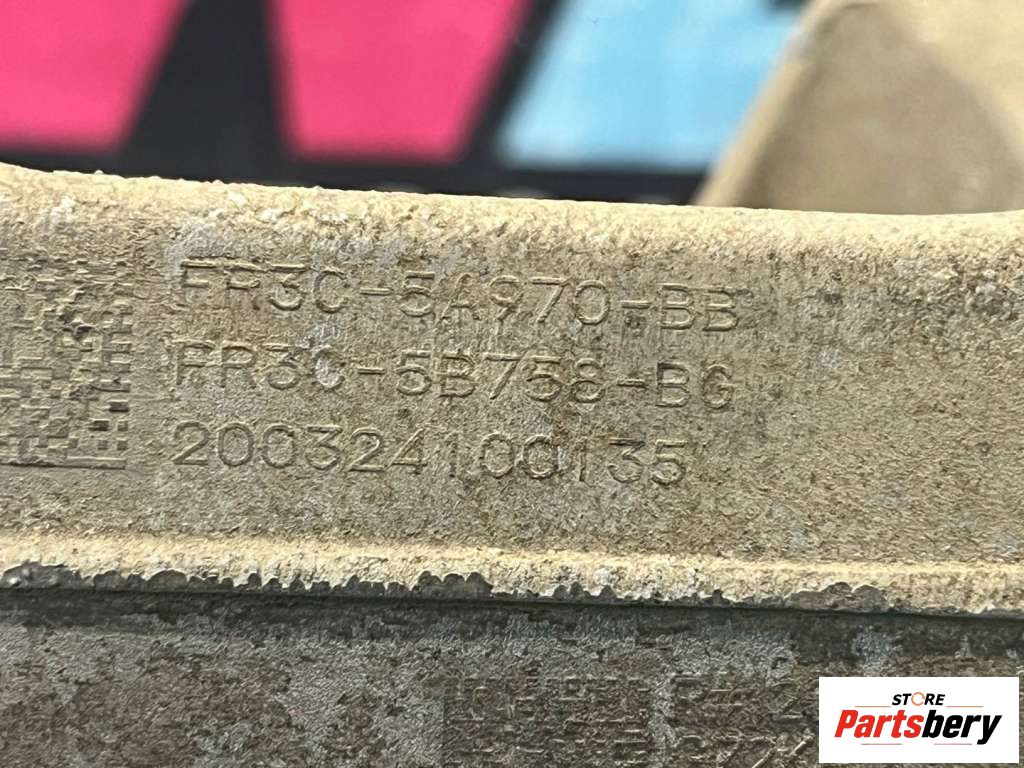 FR3C-5A970-BB
FR3C-5B758-BG
200324100135
STORE
Partsbery